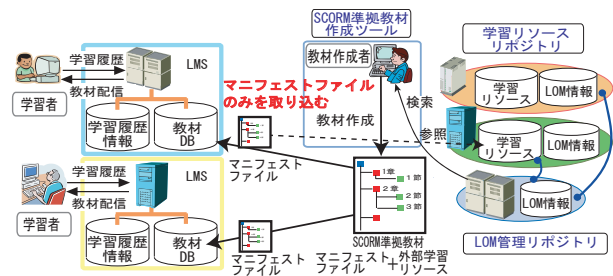 SCORM準拠教材
作成ツール
学習リソース
リポジトリ
学習履歴
教材配信
学習者
LMS
学習履歴
情報
教材
DB
マニフェストファイル
のみを取り込む
マニフェスト
ファイル
教材作成者
教材作成
検索
参照
学習
リソース
LOM情報
学習
リソース
LOM情報
LOM情報
LOM管理リポジトリ
学習履歴
教材配信
学習者
LMS
学習履歴
情報
教材
DB
マニフェスト
ファイル
1章
1節
2章
2節
3節
SCORM準拠教材
マニフェスト+外部学習
ファイル リソース